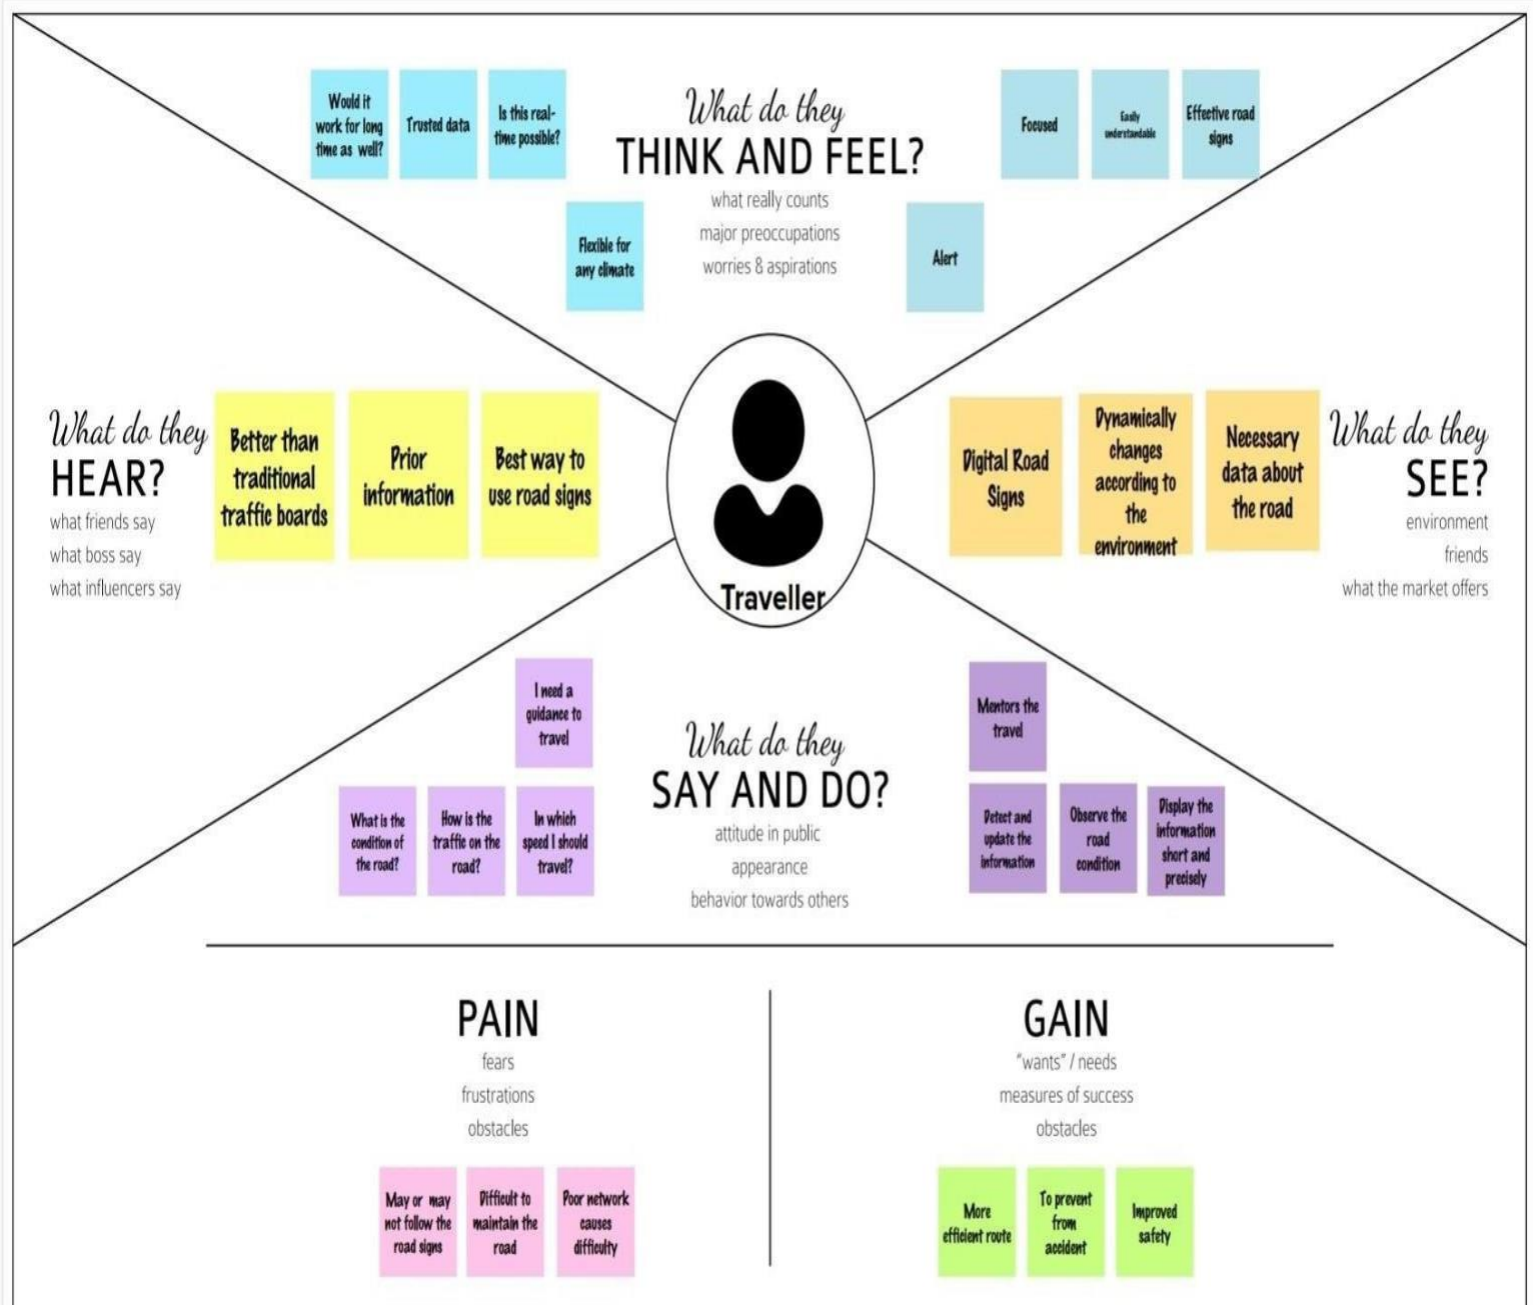 Would it
work for long
time as well?
Trusted data
Is this real-
time possible?
Flexible for
any climate
What do they
THINK AND FEEL?
what really counts
major preoccupations
worries & aspirations
Focused
Easily
understandable
Effective road
signs
Alert
What do they
HEAR?
what friends say
what boss say
what influencers say
Better than
traditional
traffic boards
Prior
information
Best way to
use road signs
Traveller
Digital Road
Signs
Dynamically
changes
according to
the
environment
Necessary
data about
the road
What do they
SEE?
environment
friends
what the market offers
I need a
guidance to
travel
What is the
condition of
the road?
How is the
traffic on the
road?
In which
speed I should
travel?
What do they
SAY AND DO?
attitude in public
appearance
behavior towards others
Mentors the
travel
Detect and
update the
information
Observe the
road
condition
Display the
information
short and
precisely
PAIN
fears
frustrations
obstacles
May or may
not follow the
road signs
Difficult to
maintain the
road
Poor network
causes
difficulty
GAIN
"wants" / needs
measures of success
obstacles
More
efficient route
To prevent
from
accident
Improved
safety